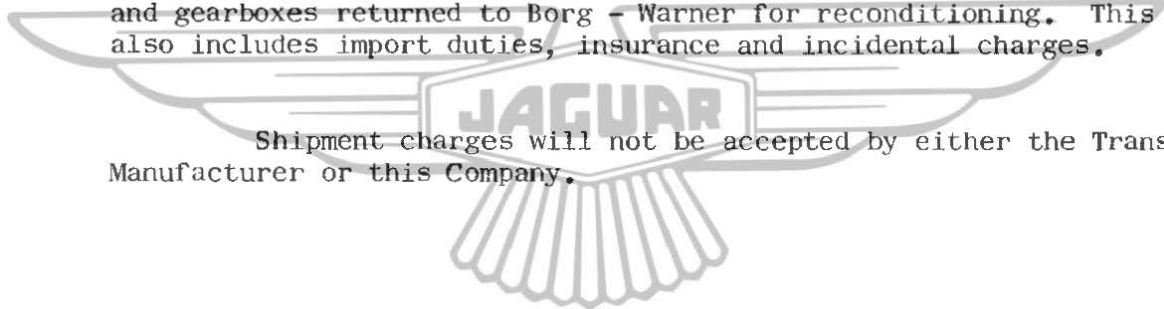 and gearboxes returned to Borg – Warner for reconditioning. This
also includes import duties, insurance and incidental charges.
JAGUAR
Shipment charges will not be accepted by either the Trans
Manufacturer or this Company.